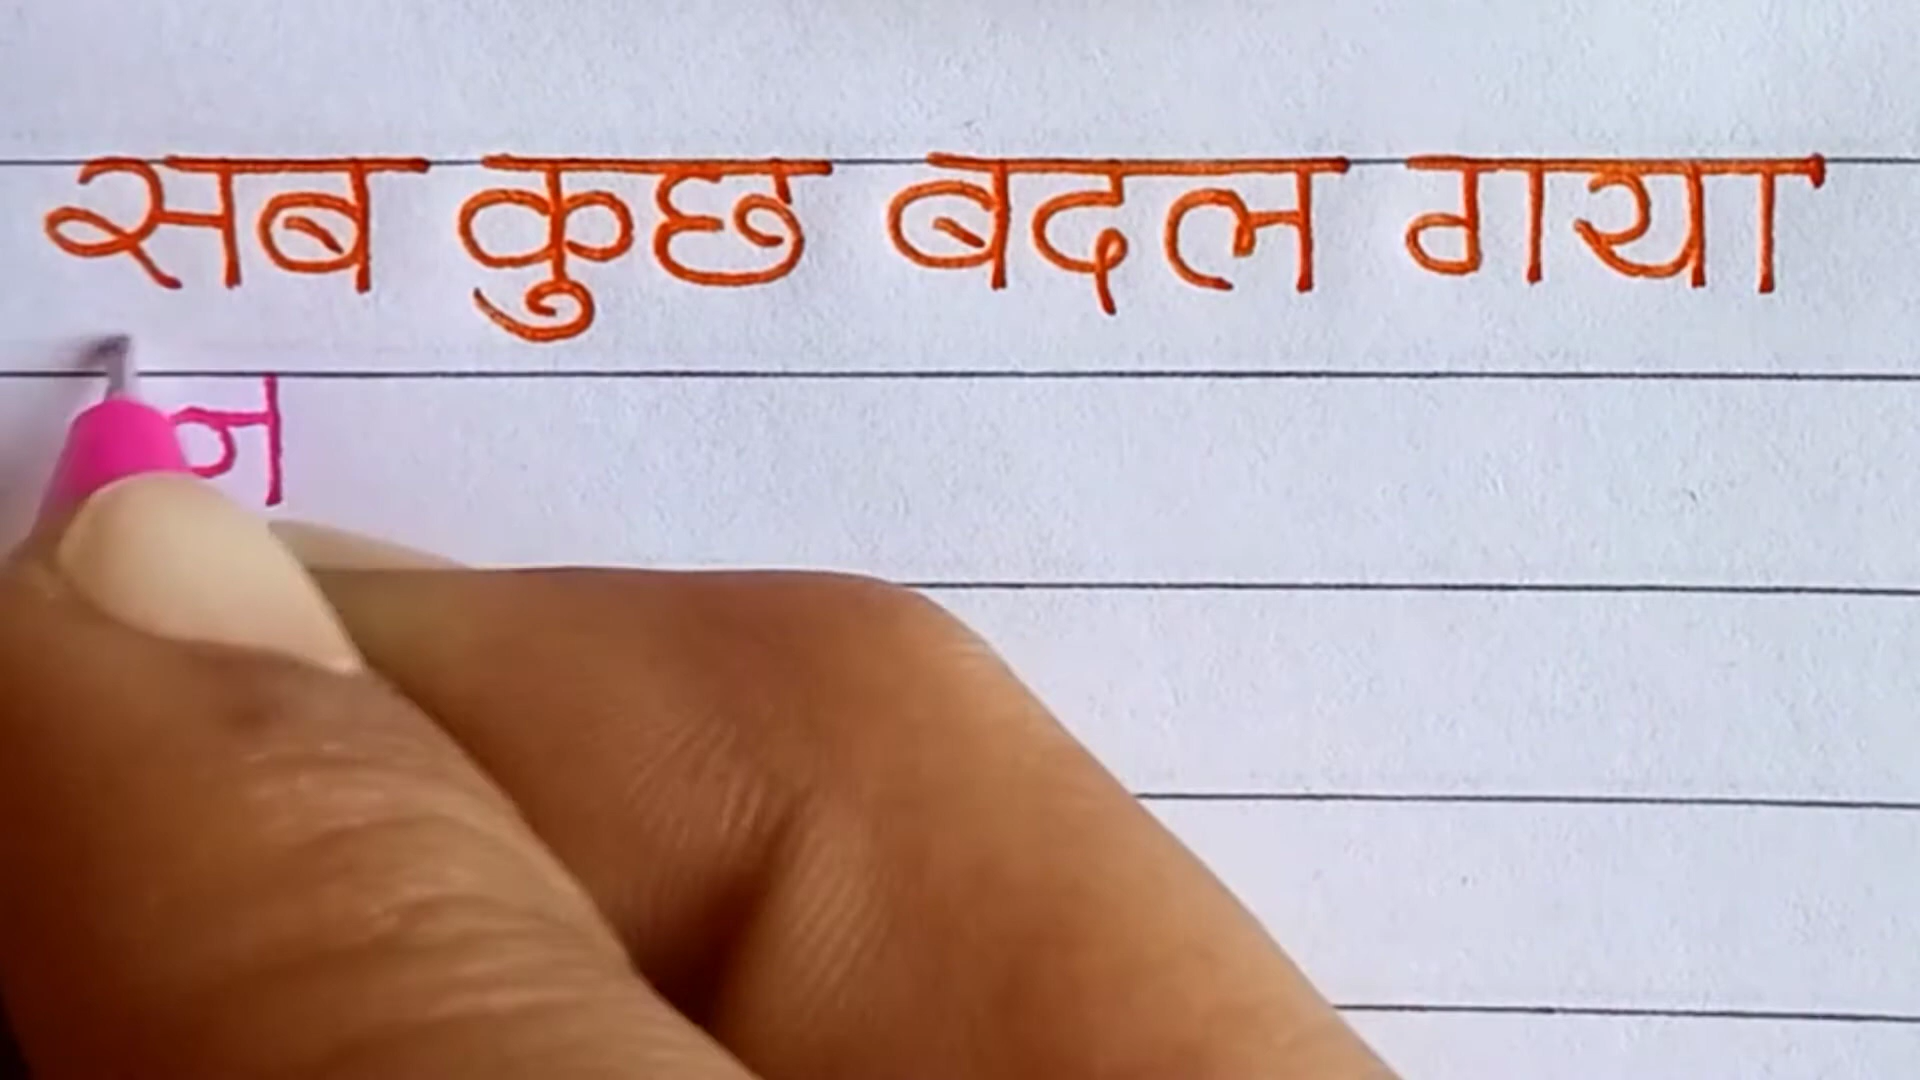 सब कुछ बदल गया